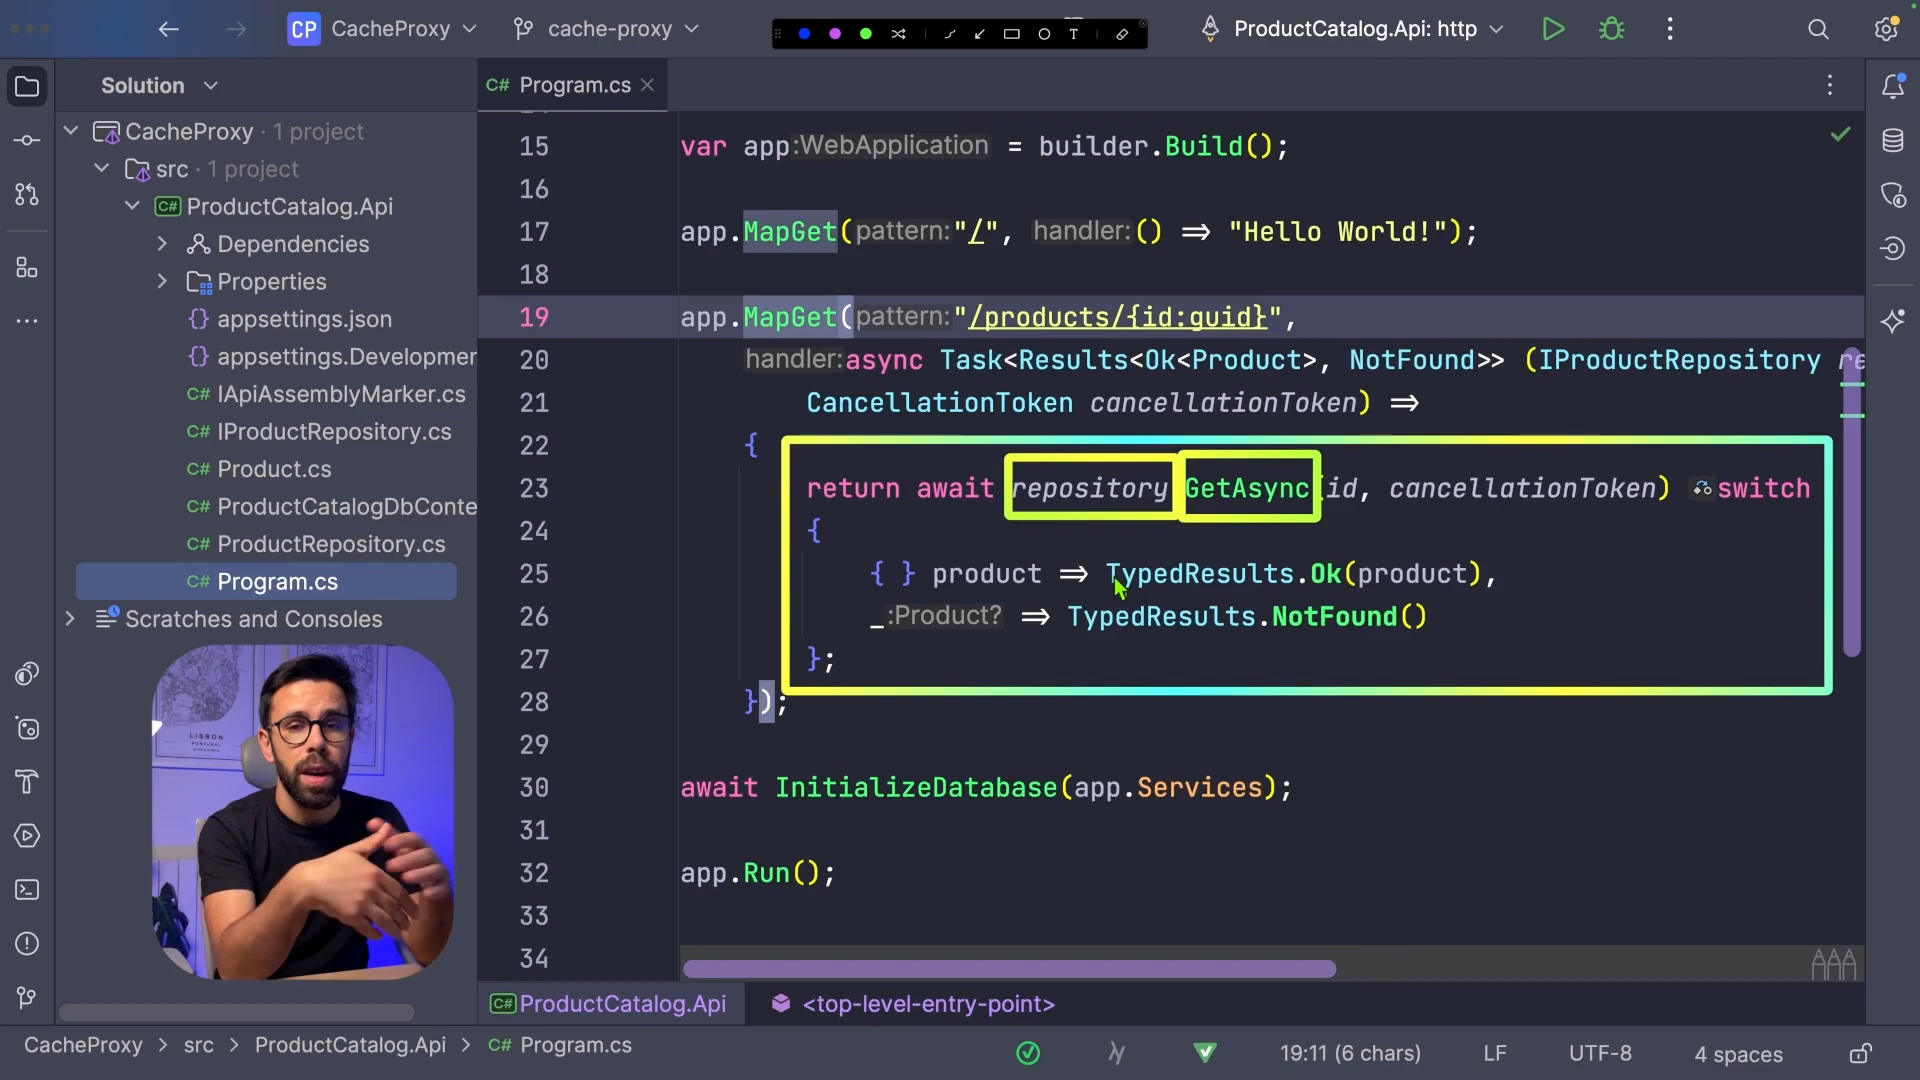 CP CacheProxy cache-proxy T ProductCatalog.Api: http
Solution
C# Program.cs
CacheProxy · 1 project
src · 1 project
C# ProductCatalog.Api
Dependencies
Properties
{} appsettings.json
{} appsettings.Developmer
C# IApiAssemblyMarker.cs
C# IProductRepository.cs
C# Product.cs
C# ProductCatalogDbConte
C# ProductRepository.cs
C# Program.cs
Scratches and Consoles
LISBON
PORTUGAL
15 var app:WebApplication = builder.Build();
16
17 app.MapGet(pattern:"/", handler:() => "Hello World!");
18
19 app.MapGet(pattern:"/products/{id:guid}",
20 handler:async Task<Results<Ok<Product>, NotFound>> (IProductRepository re
21 CancellationToken cancellationToken) =>
22 {
23 return await repository GetAsync(id, cancellationToken) switch
24 {
25 { } product => TypedResults.Ok(product),
26 _:Product? => TypedResults.NotFound()
27 };
28 });
29
30 await InitializeDatabase(app.Services);
31
32 app.Run();
33
34
C# ProductCatalog.Api <top-level-entry-point>
CacheProxy > src > ProductCatalog.Api > C# Program.cs 19:11 (6 chars) LF UTF-8 4 spaces